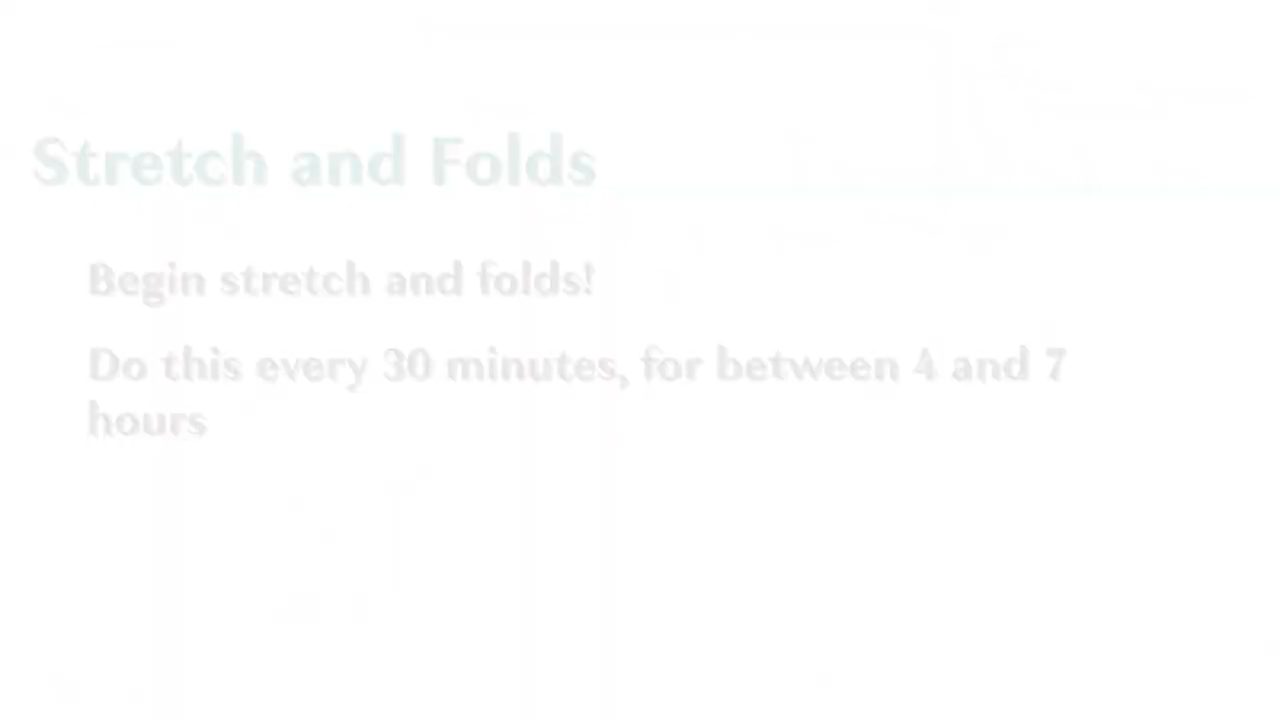 Stretch and Folds
Begin stretch and folds!
Do this every 30 minutes, for between 4 and 7
hours